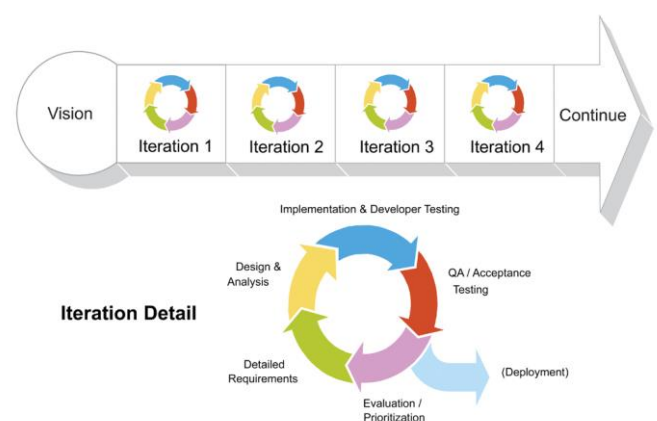 Vision
Iteration 1
Iteration 2
Iteration 3
Iteration 4
Continue
Iteration Detail
Implementation & Developer Testing
QA / Acceptance
Testing
(Deployment)
Evaluation /
Prioritization
Detailed
Requirements
Design &
Analysis